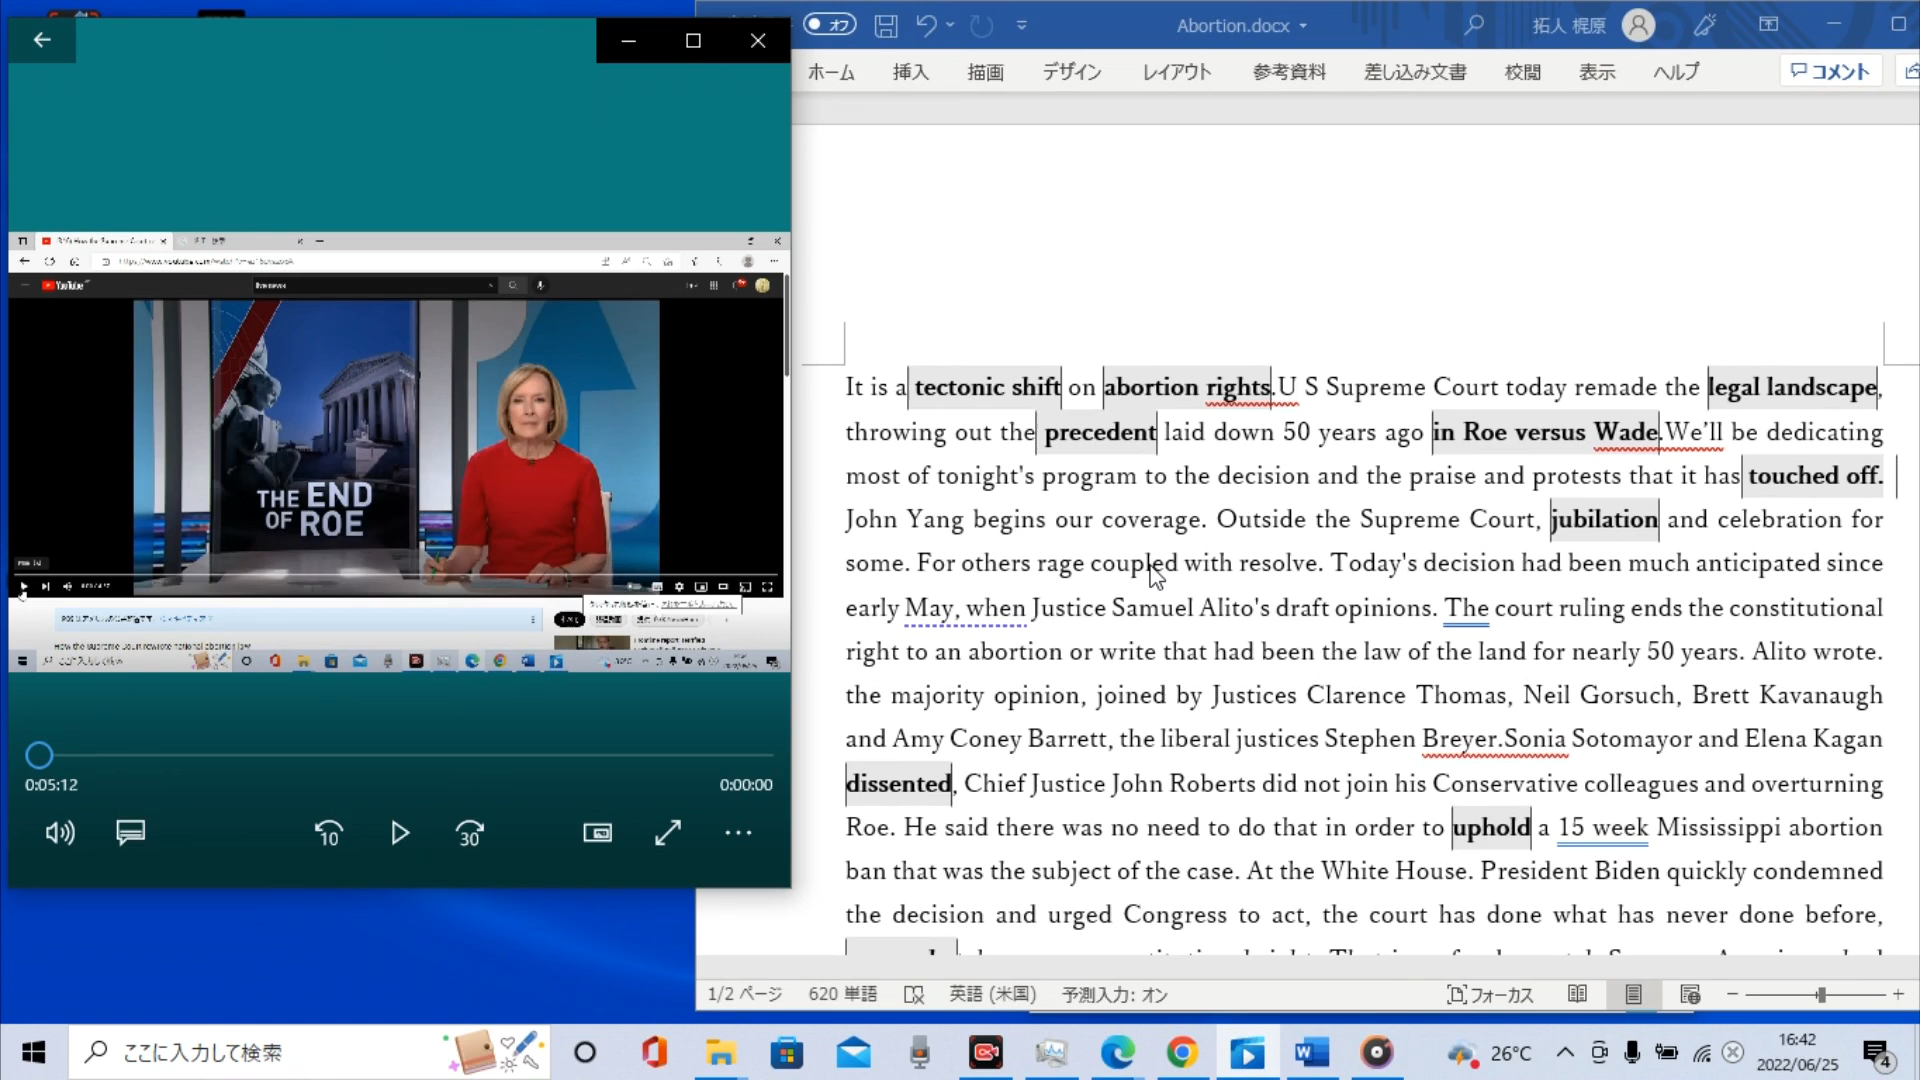 オフ
Abortion.docx
拓人 梶原
ホーム 挿入 描画 デザイン レイアウト 参考資料 差し込み文書 校閲 表示 ヘルプ
コメント
YouTube
live news
THE END
OF ROE
0:05:12
0:00:00
10
30
It is a tectonic shift on abortion rights.U S Supreme Court today remade the legal landscape,
throwing out the precedent laid down 50 years ago in Roe versus Wade.We'll be dedicating
most of tonight's program to the decision and the praise and protests that it has touched off.
John Yang begins our coverage. Outside the Supreme Court, jubilation and celebration for
some. For others rage coupled with resolve. Today's decision had been much anticipated since
early May, when Justice Samuel Alito's draft opinions. The court ruling ends the constitutional
right to an abortion or write that had been the law of the land for nearly 50 years. Alito wrote.
the majority opinion, joined by Justices Clarence Thomas, Neil Gorsuch, Brett Kavanaugh
and Amy Coney Barrett, the liberal justices Stephen Breyer.Sonia Sotomayor and Elena Kagan
dissented, Chief Justice John Roberts did not join his Conservative colleagues and overturning
Roe. He said there was no need to do that in order to uphold a 15 week Mississippi abortion
ban that was the subject of the case. At the White House. President Biden quickly condemned
the decision and urged Congress to act, the court has done what has never done before,
1/2 ページ 620 単語 英語 (米国) 予測入力: オン フォーカス
ここに入力して検索
26°C
16:42
2022/06/25
4